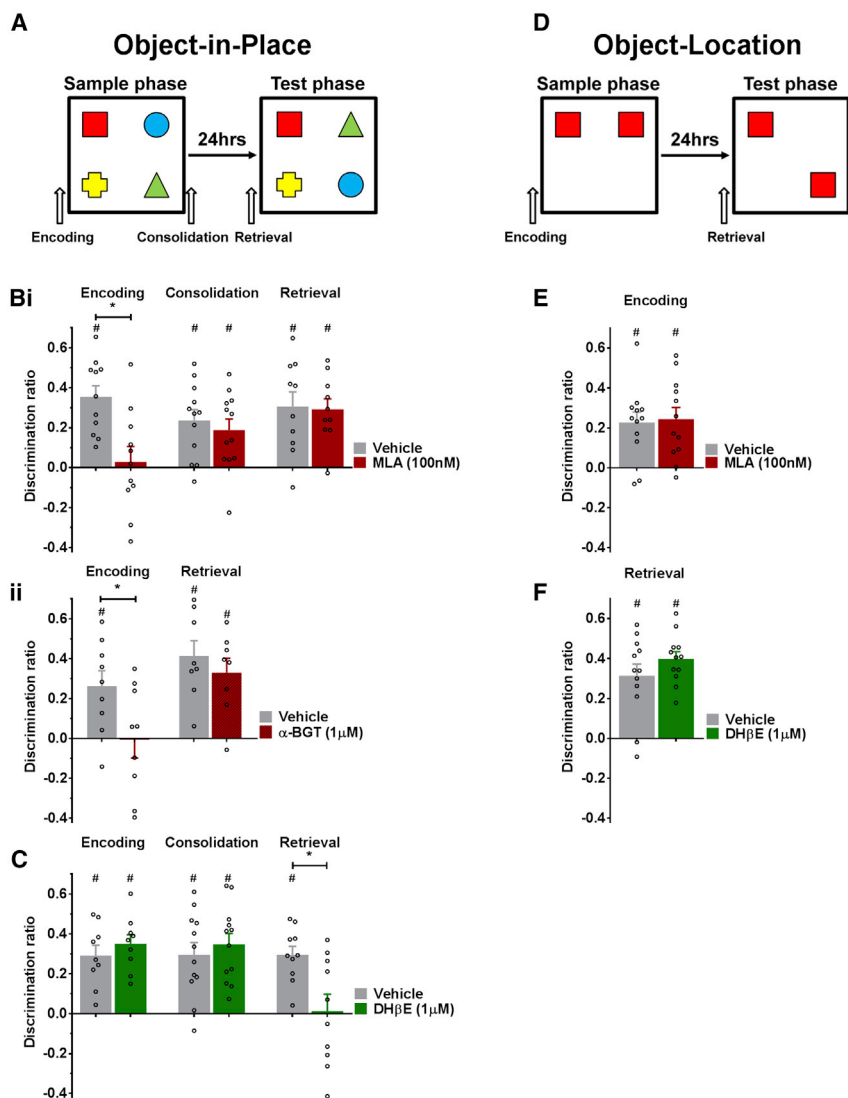 A
Object-in-Place
Sample phase
Test phase
24hrs
Encoding
Consolidation
Retrieval
D
Object-Location
Sample phase
Test phase
24hrs
Encoding
Retrieval
Bi
Encoding
Consolidation
Retrieval
*
# # # # #
Discrimination ratio
0.6
0.4
0.2
0.0
-0.2
-0.4
Vehicle
MLA (100nM)
E
Encoding
# #
Discrimination ratio
0.6
0.4
0.2
0.0
-0.2
-0.4
Vehicle
MLA (100nM)
ii
Encoding
Retrieval
*
# # #
Discrimination ratio
0.6
0.4
0.2
0.0
-0.2
-0.4
Vehicle
α-BGT (1μM)
F
Retrieval
# #
Discrimination ratio
0.6
0.4
0.2
0.0
-0.2
-0.4
Vehicle
DHβE (1μM)
C
Encoding
Consolidation
Retrieval
*
# # # # #
Discrimination ratio
0.6
0.4
0.2
0.0
-0.2
-0.4
Vehicle
DHβE (1μM)